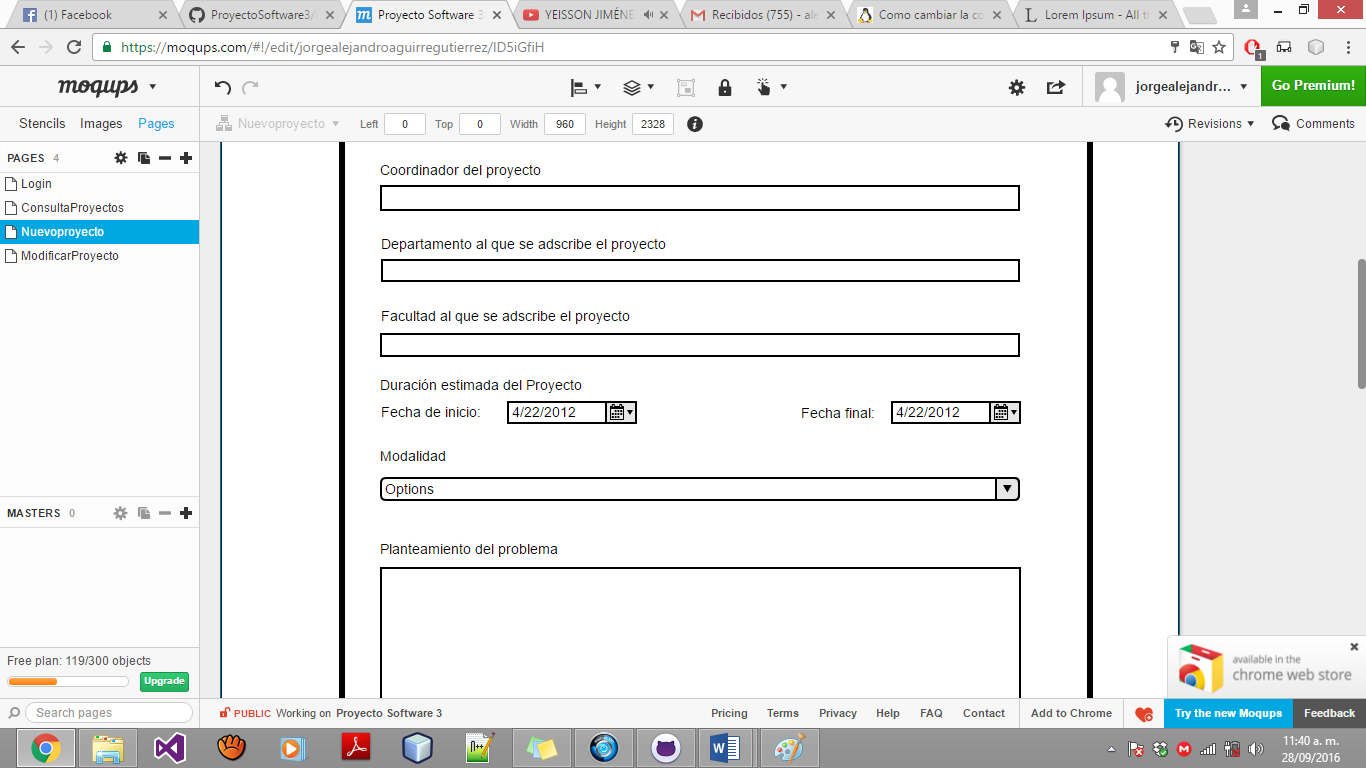 (1) Facebook
ProyectoSoftware3/
Proyecto Software 3
YEISSON JIMÉNE
Recibidos (755) - ale
Como cambiar la co
Lorem Ipsum - All ti
https://moqups.com/#!/edit/jorgealejandroaguirregutierrez/ID5iGfiH
1
moqups
jorgealejandr...
Go Premium!
Stencils Images Pages
Nuevoproyecto
Left 0 Top 0 Width 960 Height 2328
Revisions
Comments
PAGES 4
Login
ConsultaProyectos
Nuevoproyecto
ModificarProyecto
MASTERS 0
Free plan: 119/300 objects
Upgrade
Search pages
Coordinador del proyecto
Departamento al que se adscribe el proyecto
Facultad al que se adscribe el proyecto
Duración estimada del Proyecto
Fecha de inicio: 4/22/2012 Fecha final: 4/22/2012
Modalidad
Options
Planteamiento del problema
available in the
chrome web store
PUBLIC Working on Proyecto Software 3
Pricing Terms Privacy Help FAQ Contact Add to Chrome
Try the new Moqups
Feedback
11:40 a. m.
28/09/2016